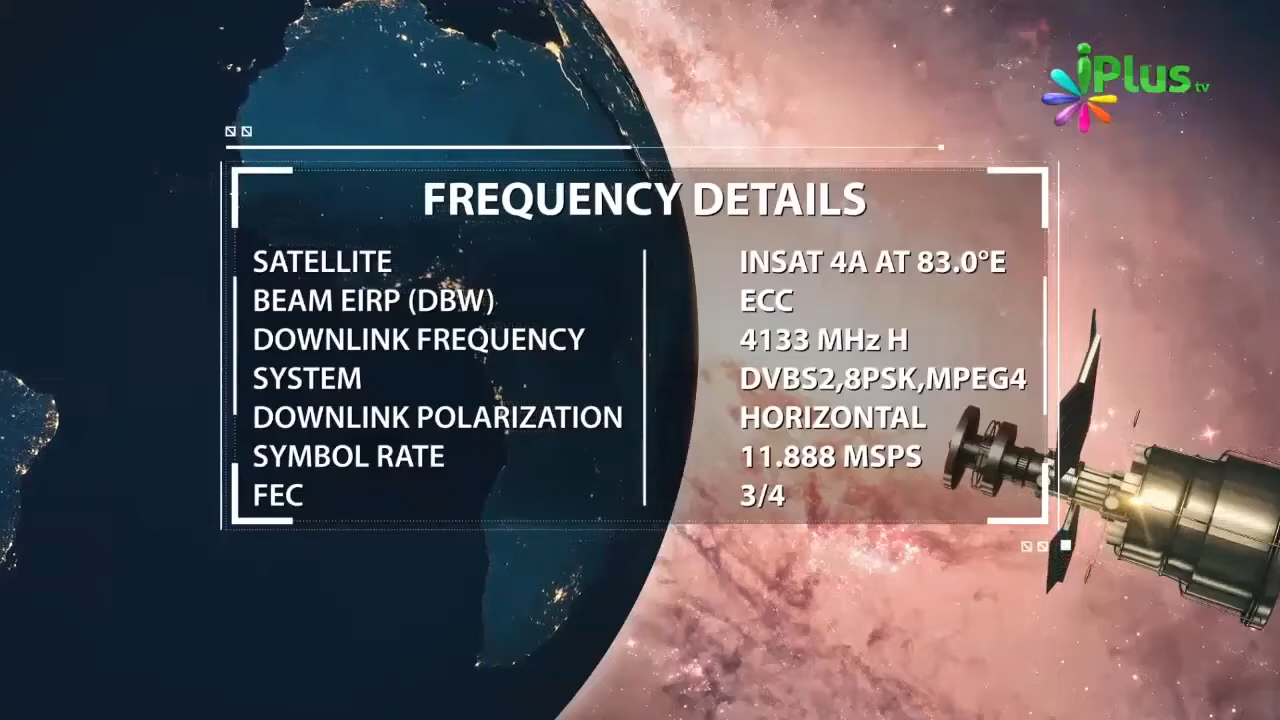 iPlus tv
FREQUENCY DETAILS
SATELLITE INSAT 4A AT 83.0°E
BEAM EIRP (DBW) ECC
DOWNLINK FREQUENCY 4133 MHz H
SYSTEM DVBS2,8PSK,MPEG4
DOWNLINK POLARIZATION HORIZONTAL
SYMBOL RATE 11.888 MSPS
FEC 3/4